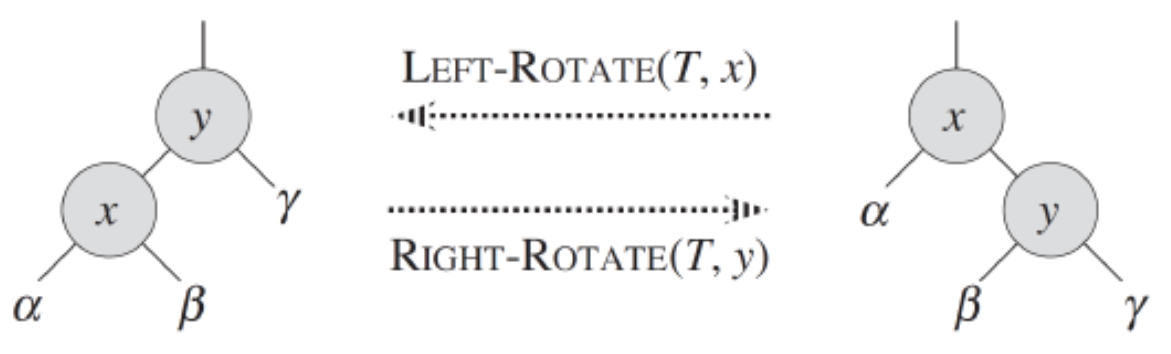 y
x
γ
α
β
LEFT-ROTATE(T, x)
RIGHT-ROTATE(T, y)
x
α
y
β
γ